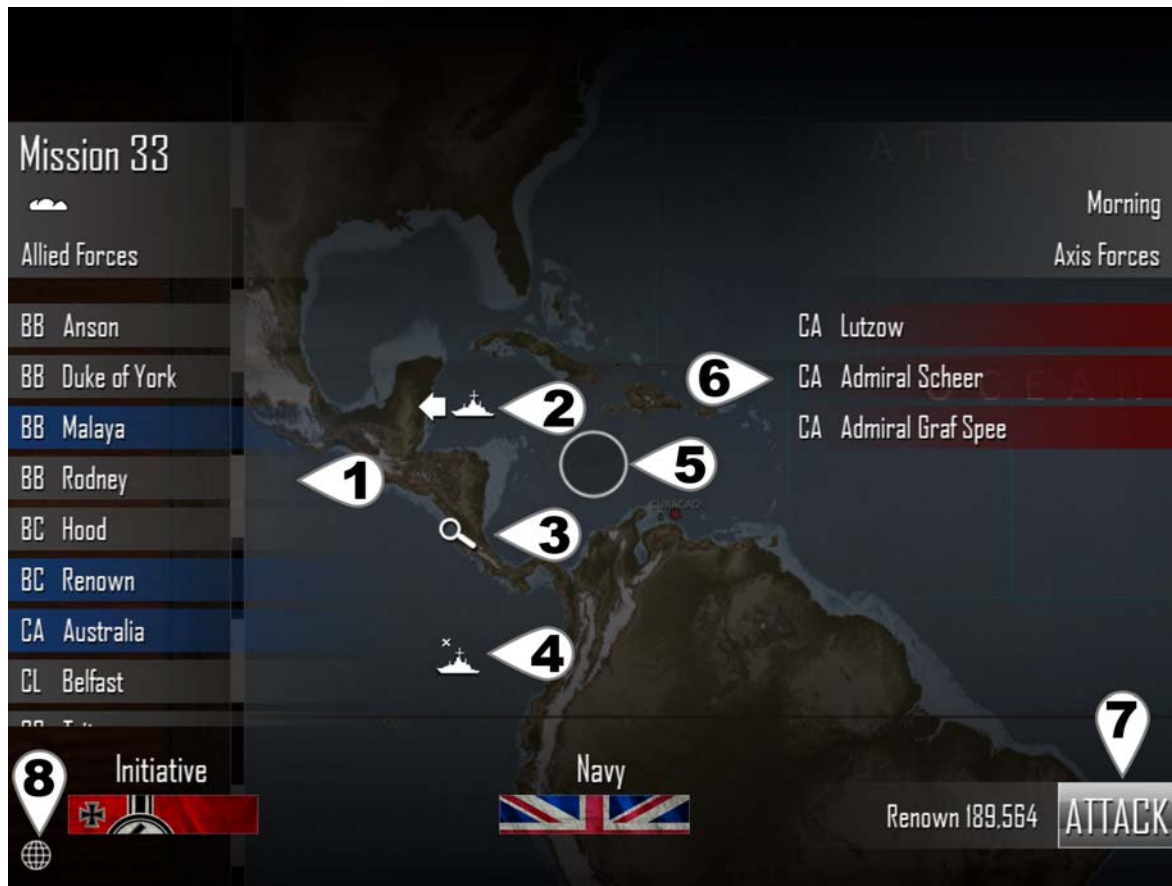 ATLAN
Mission 33
Morning
Allied Forces
Axis Forces
BB Anson
BB Duke of York
BB Malaya
BB Rodney
BC Hood
BC Renown
CA Australia
CL Belfast
CA Lutzow
CA Admiral Scheer
CA Admiral Graf Spee
OCEAN
CURACAO
1
2
3
4
5
6
7
8
Initiative
Navy
Renown 189,564
ATTACK